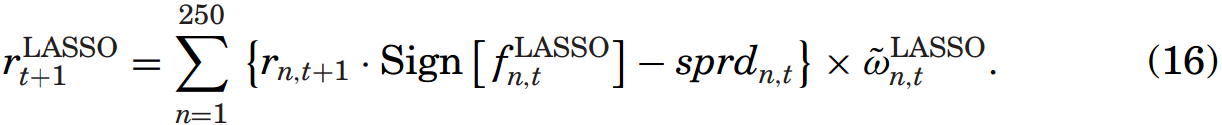 r_{t+1}^{LASSO} = \sum_{n=1}^{250} \{ r_{n,t+1} \cdot Sign [ f_{n,t}^{LASSO} ] - sprd_{n,t} \} \times \tilde{\omega}_{n,t}^{LASSO}. (16)